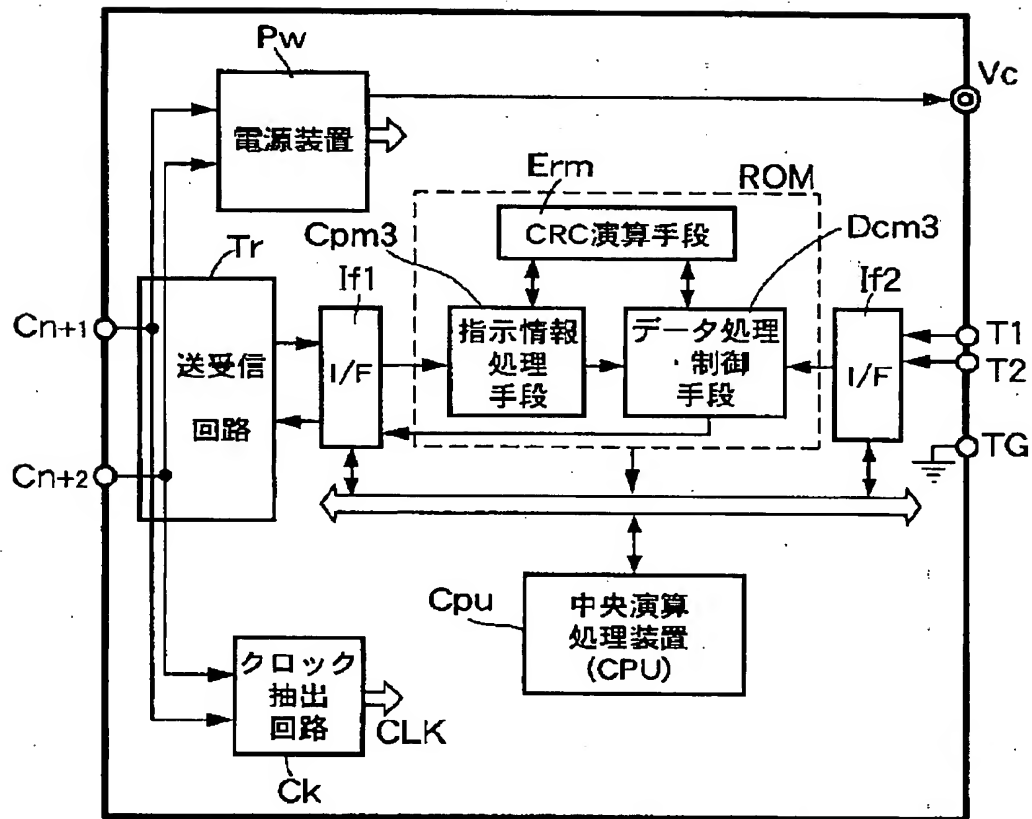 Pw
Vc
電源装置
ROM
Erm
CRC演算手段
Cpm3
Dcm3
Tr
If1
If2
Cn+1
T1
指示情報
処理
手段
データ処理
・制御
手段
送受信
回路
I/F
I/F
T2
TG
Cn+2
Cpu
中央演算
処理装置
(CPU)
クロック
抽出
回路
CLK
Ck